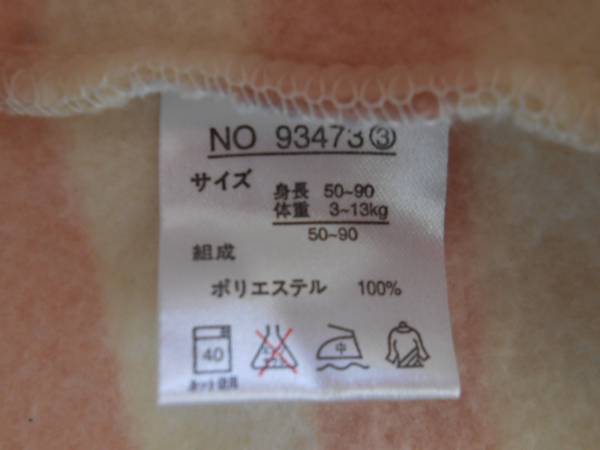 NO 93473③
サイズ
身長 50~90
体重 3~13kg
50~90
組成
ポリエステル 100%
40
中
ネット使用